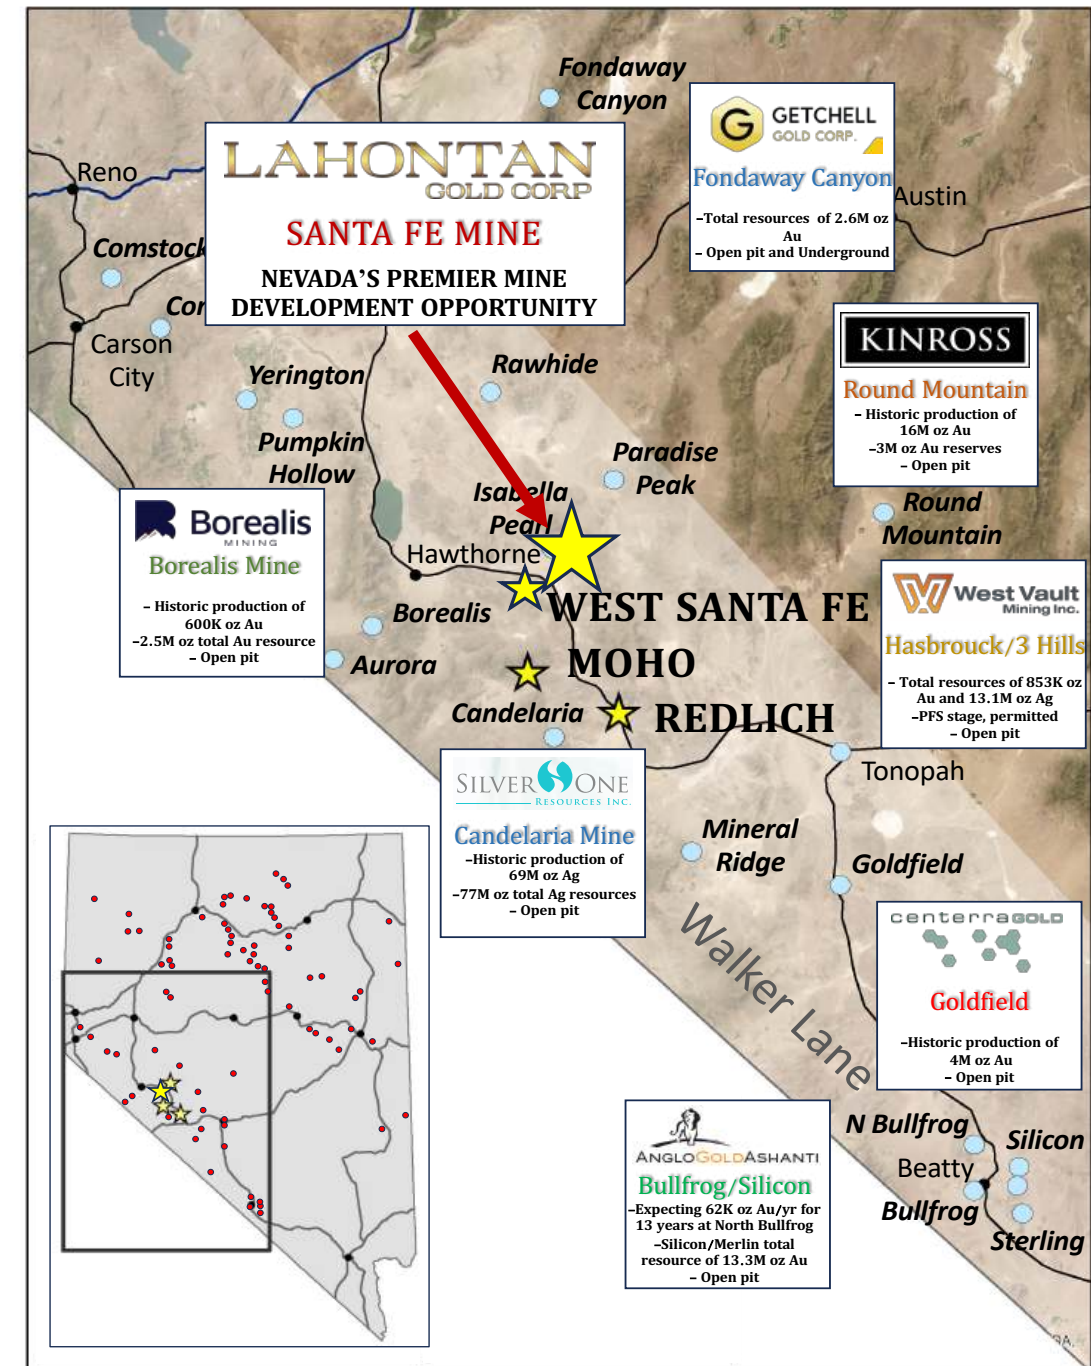 Fondaway
Canyon
GETCHELL
GOLD CORP.
Fondaway Canyon
–Total resources of 2.6M oz
Au
– Open pit and Underground
Austin
LAHONTAN
GOLD CORP
SANTA FE MINE
NEVADA'S PREMIER MINE
DEVELOPMENT OPPORTUNITY
Reno
Comstock
Cor
Carson
City
Yerington
Pumpkin
Hollow
Rawhide
Paradise
Peak
KINROSS
Round Mountain
– Historic production of
16M oz Au
–3M oz Au reserves
– Open pit
Round
Mountain
Isabella
Pearl
Hawthorne
Borealis
MINING
Borealis Mine
– Historic production of
600K oz Au
–2.5M oz total Au resource
– Open pit
Borealis
Aurora
WEST SANTA FE
MOHO
Candelaria
REDLICH
West Vault
Mining Inc.
Hasbrouck/3 Hills
– Total resources of 853K oz
Au and 13.1M oz Ag
–PFS stage, permitted
– Open pit
Tonopah
SILVER ONE
RESOURCES INC.
Candelaria Mine
–Historic production of
69M oz Ag
–77M oz total Ag resources
– Open pit
Mineral
Ridge
Goldfield
Walker Lane
centerraGOLD
Goldfield
–Historic production of
4M oz Au
– Open pit
ANGLOGOLDASHANTI
Bullfrog/Silicon
–Expecting 62K oz Au/yr for
13 years at North Bullfrog
–Silicon/Merlin total
resource of 13.3M oz Au
– Open pit
N Bullfrog
Silicon
Beatty
Bullfrog
Sterling